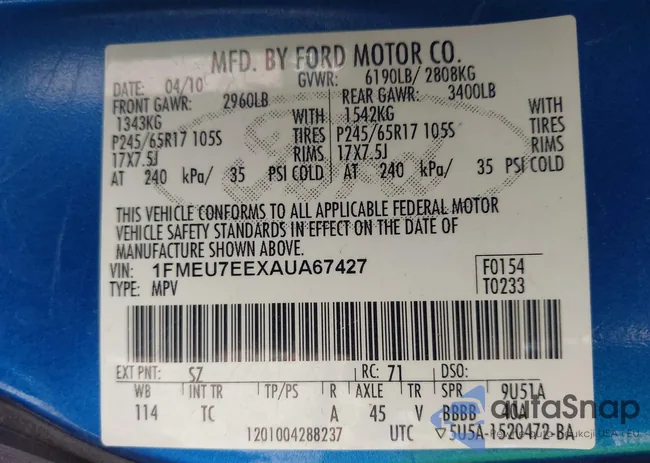 MFD. BY FORD MOTOR CO.
DATE: 04/10 GVWR: 6190LB/ 2808KG
FRONT GAWR: 2960LB REAR GAWR: 3400LB
1343KG WITH 1542KG WITH
P245/65R17 105S TIRES P245/65R17 105S TIRES
17X7.5J RIMS 17X7.5J RIMS
AT 240 kPa/ 35 PSI COLD AT 240 kPa/ 35 PSI COLD
THIS VEHICLE CONFORMS TO ALL APPLICABLE FEDERAL MOTOR
VEHICLE SAFETY STANDARDS IN EFFECT ON THE DATE OF
MANUFACTURE SHOWN ABOVE.
VIN: 1FMEU7EEXAUA67427 F0154
TYPE: MPV T0233
EXT PNT: SZ RC: 71 DSO:
WB INT TR TP/PS R AXLE TR SPR 9U51A
114 TC A 45 V BBBB 40A
1201004288237 UTC ▽5U5A-1520472-BA
autoSnap